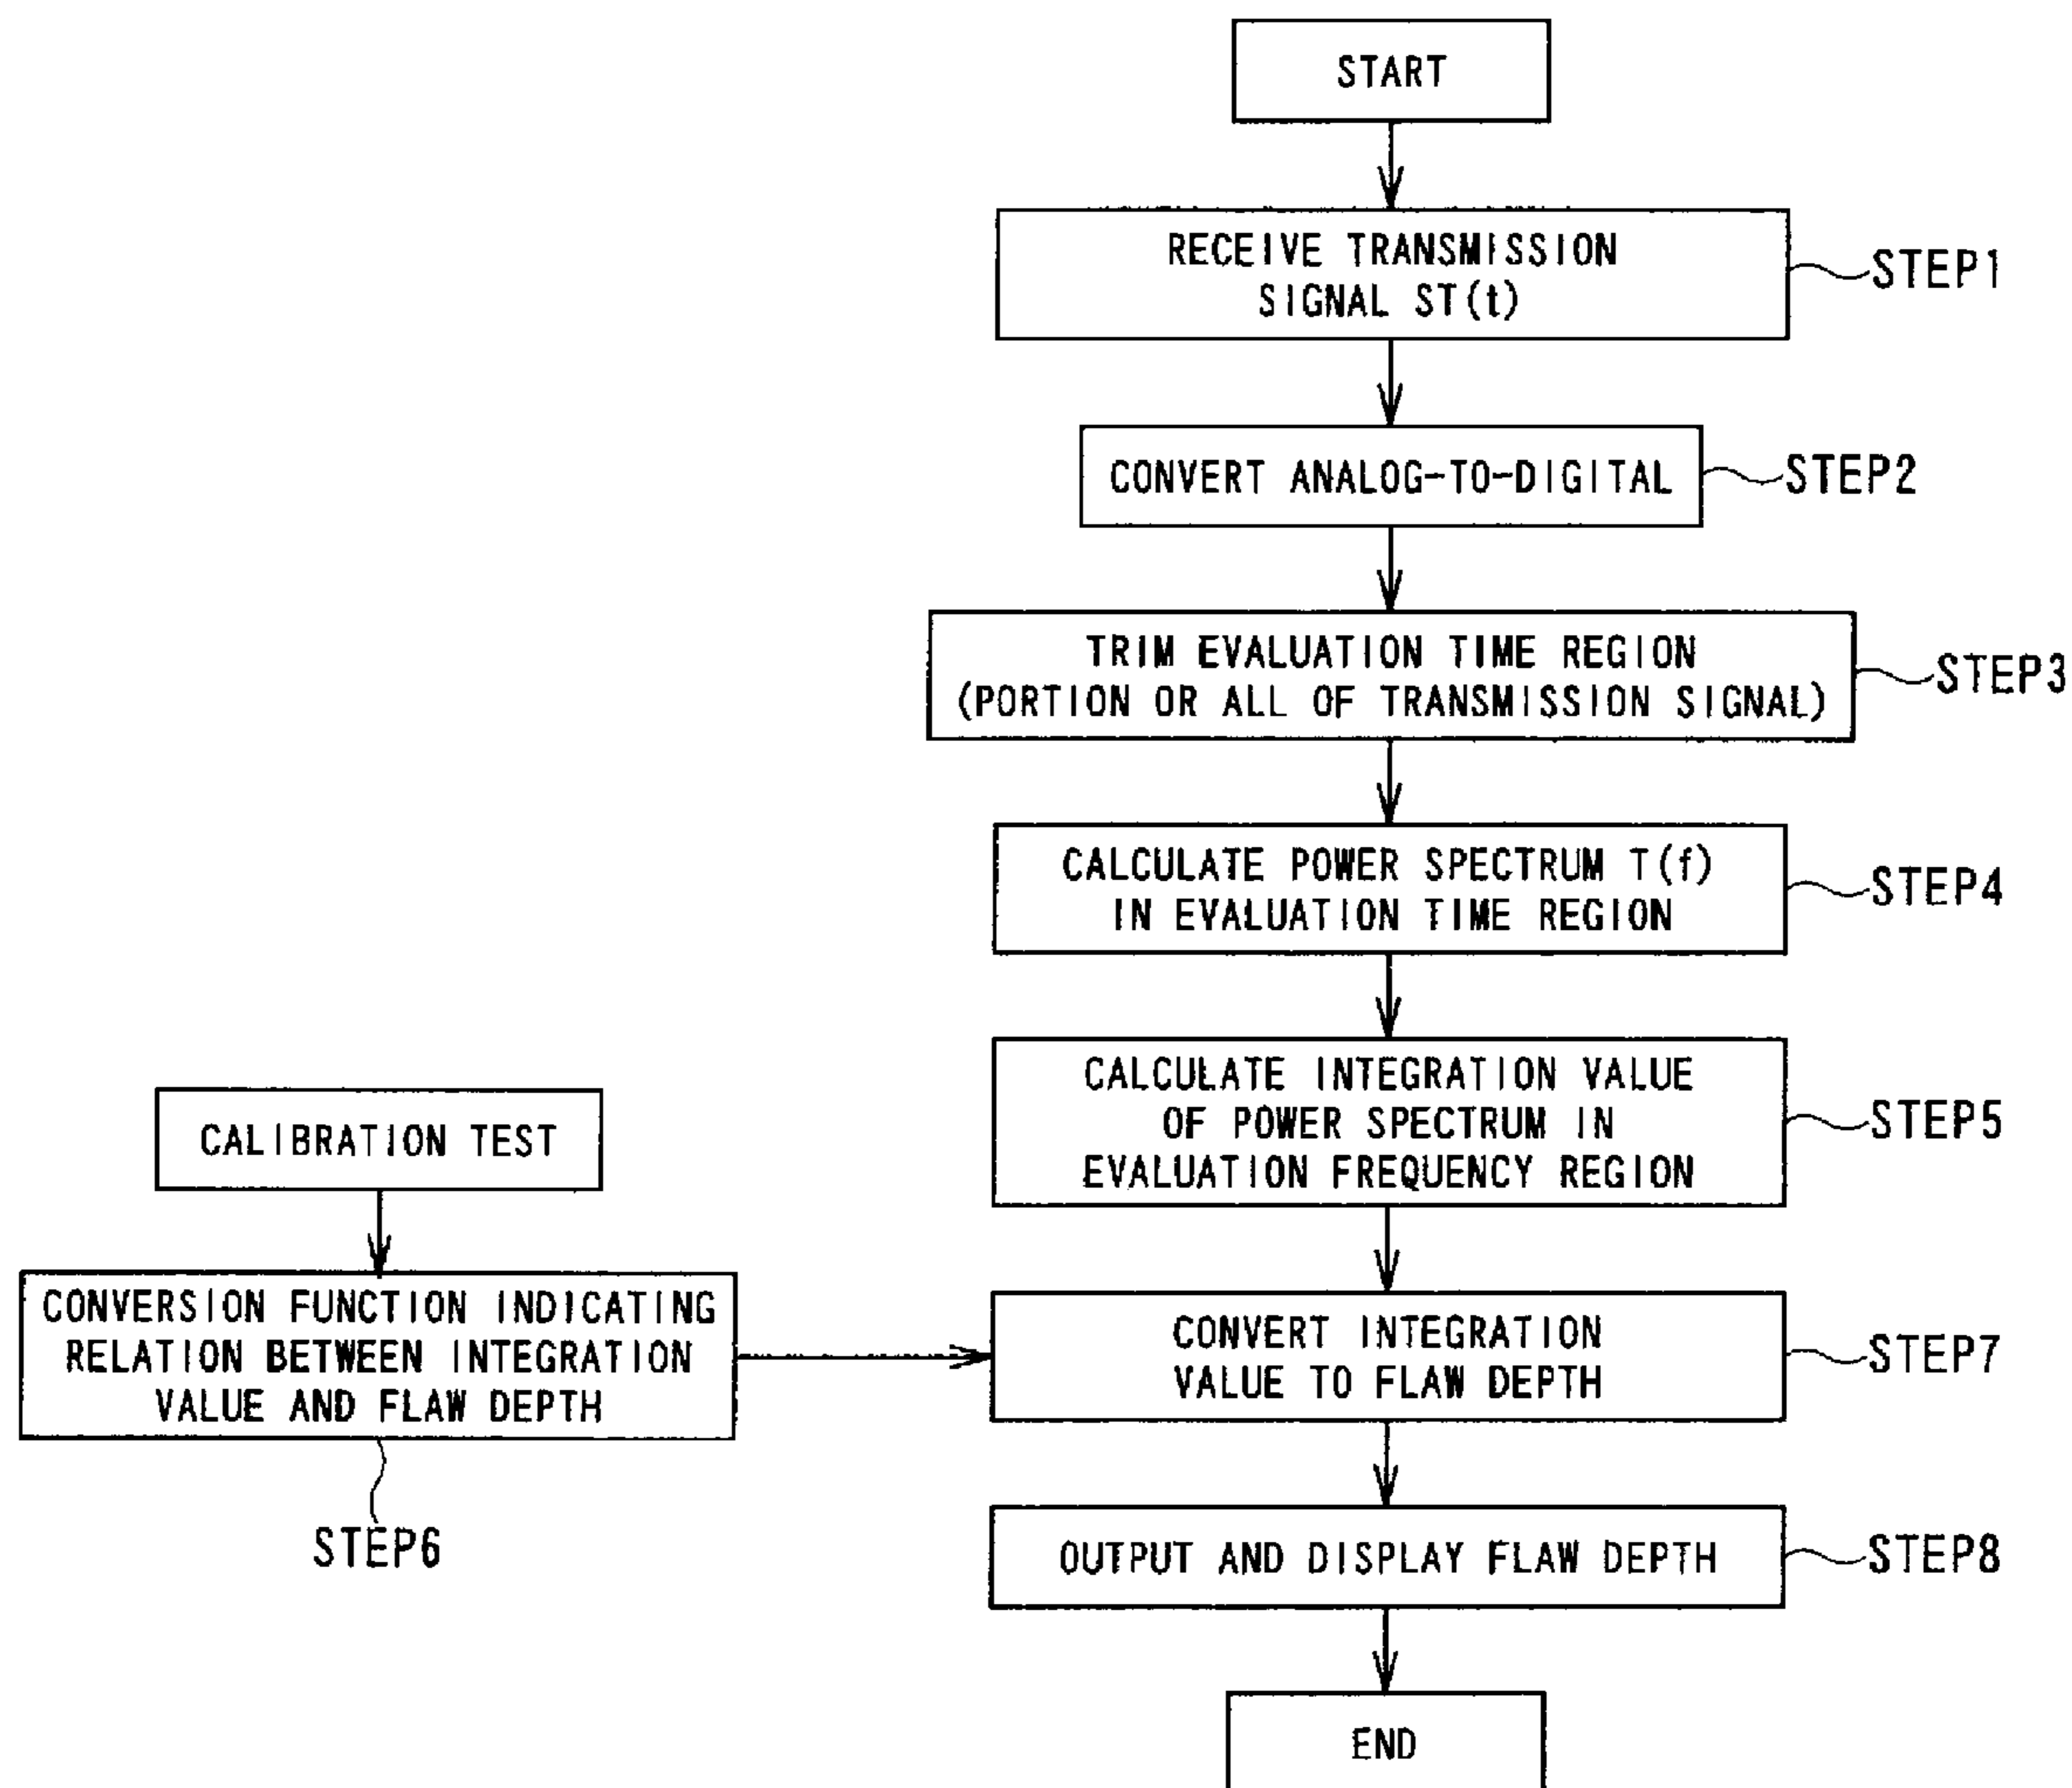 START
RECEIVE TRANSMISSION
SIGNAL ST(t)
STEP1
CONVERT ANALOG-TO-DIGITAL
STEP2
TRIM EVALUATION TIME REGION
(PORTION OR ALL OF TRANSMISSION SIGNAL)
STEP3
CALCULATE POWER SPECTRUM T(f)
IN EVALUATION TIME REGION
STEP4
CALCULATE INTEGRATION VALUE
OF POWER SPECTRUM IN
EVALUATION FREQUENCY REGION
STEP5
CALIBRATION TEST
CONVERSION FUNCTION INDICATING
RELATION BETWEEN INTEGRATION
VALUE AND FLAW DEPTH
STEP6
CONVERT INTEGRATION
VALUE TO FLAW DEPTH
STEP7
OUTPUT AND DISPLAY FLAW DEPTH
STEP8
END